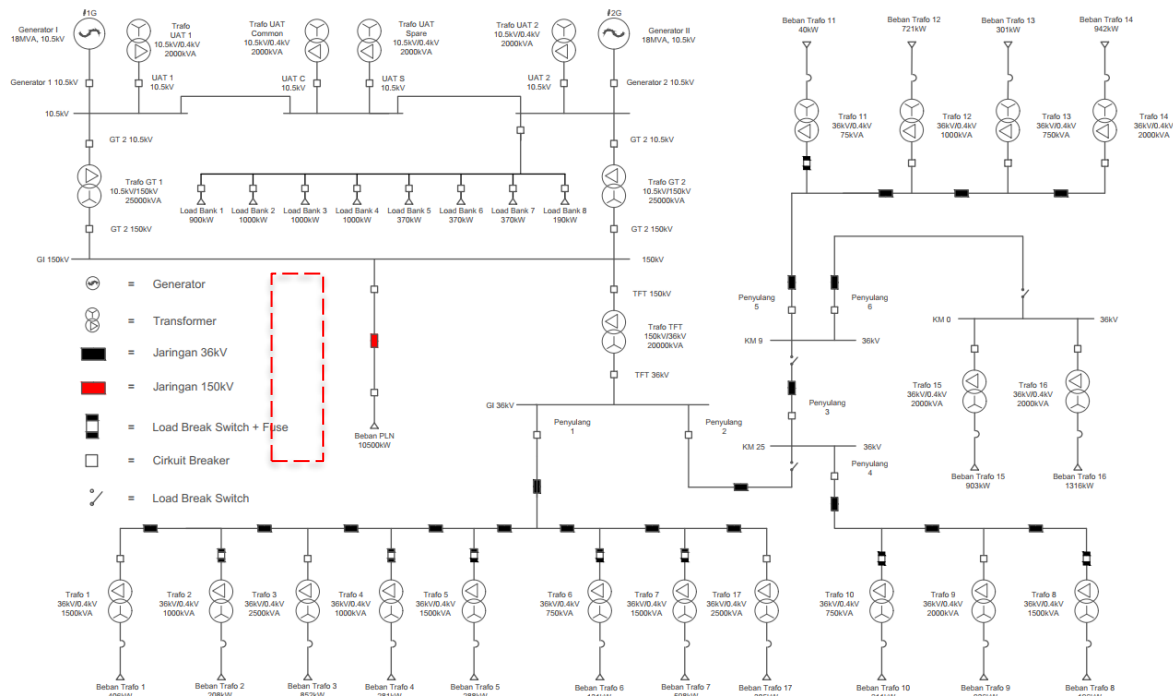 #1G
Generator I
18MVA, 10.5kV
Trafo
UAT 1
10.5kV/0.4kV
2000kVA
Trafo UAT
Common
10.5kV/0.4kV
2000kVA
Trafo UAT
Spare
10.5kV/0.4kV
2000kVA
Trafo UAT 2
10.5kV/0.4kV
2000kVA
#2G
Generator II
18MVA, 10.5kV
Beban Trafo 11
40kW
Beban Trafo 12
721kW
Beban Trafo 13
301kW
Beban Trafo 14
942kW
Generator 1 10.5kV
UAT 1
10.5kV
UAT C
10.5kV
UAT S
10.5kV
UAT 2
10.5kV
Generator 2 10.5kV
10.5kV
10.5kV
Trafo 11
36kV/0.4kV
75kVA
Trafo 12
36kV/0.4kV
1000kVA
Trafo 13
36kV/0.4kV
750kVA
Trafo 14
36kV/0.4kV
2000kVA
GT 2 10.5kV
GT 2 10.5kV
Trafo GT 1
10.5kV/150kV
25000kVA
Trafo GT 2
10.5kV/150kV
25000kVA
Load Bank 1
900kW
Load Bank 2
1000kW
Load Bank 3
1000kW
Load Bank 4
1000kW
Load Bank 5
370kW
Load Bank 6
370kW
Load Bank 7
370kW
Load Bank 8
190kW
GT 2 150kV
GT 2 150kV
GI 150kV
150kV
= Generator
= Transformer
= Jaringan 36kV
= Jaringan 150kV
= Load Break Switch + Fuse
= Cirkuit Breaker
= Load Break Switch
TFT 150kV
Trafo TFT
150kV/36kV
20000kVA
TFT 36kV
Beban PLN
10500kW
Penyulang
5
Penyulang
6
KM 9
36kV
KM 0
36kV
Trafo 15
36kV/0.4kV
2000kVA
Trafo 16
36kV/0.4kV
2000kVA
Beban Trafo 15
903kW
Beban Trafo 16
1316kW
GI 36kV
Penyulang
1
Penyulang
2
Penyulang
3
KM 25
36kV
Penyulang
4
Trafo 1
36kV/0.4kV
1500kVA
Trafo 2
36kV/0.4kV
1000kVA
Trafo 3
36kV/0.4kV
2500kVA
Trafo 4
36kV/0.4kV
1000kVA
Trafo 5
36kV/0.4kV
1500kVA
Trafo 6
36kV/0.4kV
750kVA
Trafo 7
36kV/0.4kV
1500kVA
Trafo 17
36kV/0.4kV
2500kVA
Trafo 10
36kV/0.4kV
750kVA
Trafo 9
36kV/0.4kV
2000kVA
Trafo 8
36kV/0.4kV
1500kVA
Beban Trafo 1
Beban Trafo 2
Beban Trafo 3
Beban Trafo 4
Beban Trafo 5
Beban Trafo 6
Beban Trafo 7
Beban Trafo 17
Beban Trafo 10
Beban Trafo 9
Beban Trafo 8